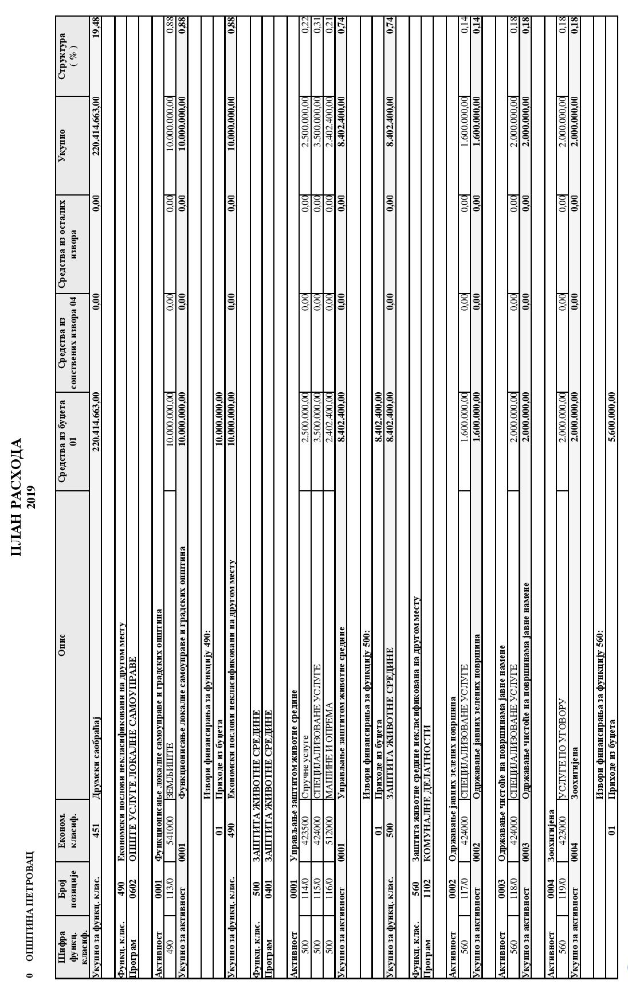 ПЛАН РАСХОДА
2019
0 ОПШТИНА ПЕТРОВАЦ
Шифра функц. класиф. Број позиције Економ. класиф. Опис Средства из буџета 01 Средства из сопствених извора 04 Средства из осталих извора Укупно Структура ( % )
Укупно за функц. клас. 451 Друмски саобраћај 220.414.663,00 0,00 0,00 220.414.663,00 19,48
Функц. клас. 490 Економски послови некласификовани на другом месту
Програм 0602 ОПШТЕ УСЛУГЕ ЛОКАЛНЕ САМОУПРАВЕ
Активност 0001 Функционисање локалне самоуправе и градских општина
490 113/0 541000 ЗЕМЉИШТЕ 10.000.000,00 0,00 0,00 10.000.000,00 0,88
Укупно за активност 0001 Функционисање локалне самоуправе и градских општина 10.000.000,00 0,00 0,00 10.000.000,00 0,88
Извори финансирања за функцију 490:
01 Приходе из буџета 10.000.000,00
Укупно за функц. клас. 490 Економски послови некласификовани на другом месту 10.000.000,00 0,00 0,00 10.000.000,00 0,88
Функц. клас. 500 ЗАШТИТА ЖИВОТНЕ СРЕДИНЕ
Програм 0401 ЗАШТИТА ЖИВОТНЕ СРЕДИНЕ
Активност 0001 Управљање заштитом животне средине
500 114/0 423500 Стручне услуге 2.500.000,00 0,00 0,00 2.500.000,00 0,22
500 115/0 424000 СПЕЦИЈАЛИЗОВАНЕ УСЛУГЕ 3.500.000,00 0,00 0,00 3.500.000,00 0,31
500 116/0 512000 МАШИНЕ И ОПРЕМА 2.402.400,00 0,00 0,00 2.402.400,00 0,21
Укупно за активност 0001 Управљање заштитом животне средине 8.402.400,00 0,00 0,00 8.402.400,00 0,74
Извори финансирања за функцију 500:
01 Приходе из буџета 8.402.400,00
Укупно за функц. клас. 500 ЗАШТИТА ЖИВОТНЕ СРЕДИНЕ 8.402.400,00 0,00 0,00 8.402.400,00 0,74
Функц. клас. 560 Заштита животне средине некласификована на другом месту
Програм 1102 КОМУНАЛНЕ ДЕЛАТНОСТИ
Активност 0002 Одржавање јавних зелених површина
560 117/0 424000 СПЕЦИЈАЛИЗОВАНЕ УСЛУГЕ 1.600.000,00 0,00 0,00 1.600.000,00 0,14
Укупно за активност 0002 Одржавање јавних зелених површина 1.600.000,00 0,00 0,00 1.600.000,00 0,14
Активност 0003 Одржавање чистоће на површинама јавне намене
560 118/0 424000 СПЕЦИЈАЛИЗОВАНЕ УСЛУГЕ 2.000.000,00 0,00 0,00 2.000.000,00 0,18
Укупно за активност 0003 Одржавање чистоће на површинама јавне намене 2.000.000,00 0,00 0,00 2.000.000,00 0,18
Активност 0004 Зоохигијена
560 119/0 423000 УСЛУГЕ ПО УГОВОРУ 2.000.000,00 0,00 0,00 2.000.000,00 0,18
Укупно за активност 0004 Зоохигијена 2.000.000,00 0,00 0,00 2.000.000,00 0,18
Извори финансирања за функцију 560:
01 Приходе из буџета 5.600.000,00